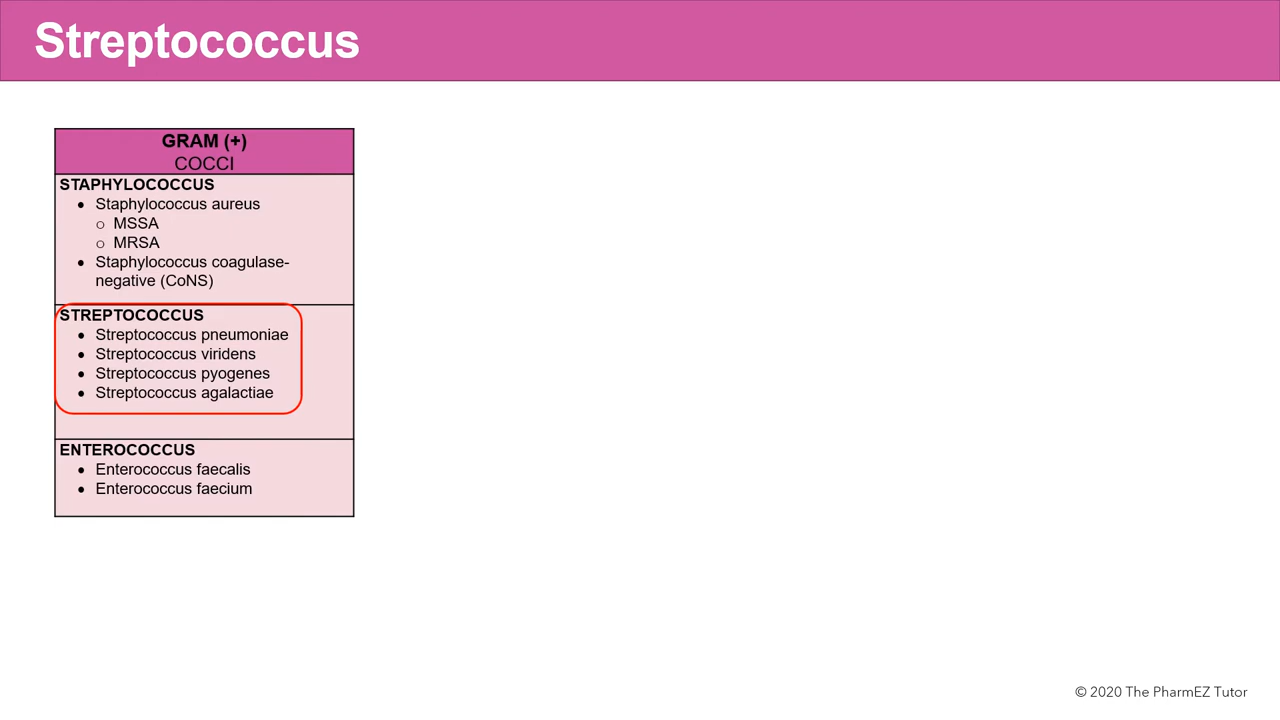 Streptococcus
GRAM (+)
COCCI
STAPHYLOCOCCUS
• Staphylococcus aureus
o MSSA
o MRSA
• Staphylococcus coagulase-
negative (CoNS)
STREPTOCOCCUS
• Streptococcus pneumoniae
• Streptococcus viridens
• Streptococcus pyogenes
• Streptococcus agalactiae
ENTEROCOCCUS
• Enterococcus faecalis
• Enterococcus faecium
© 2020 The PharmEZ Tutor